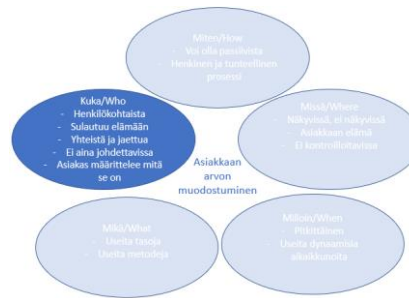 Miten/How
- Voi olla passiivista
Henkinen ja tunteellinen
prosessi
Kuka/Who
- Henkilökohtaista
- Sulautuu elämään
- Yhteistä ja jaettua
- Ei aina johdettavissa
- Asiakas määrittelee mitä
se on
Missä/Where
- Näkyvissä, ei näkyvissä
- Asiakkaan elämä
- Ei kontrolloitavissa
Asiakkaan
arvon
muodostuminen
Mikä/What
- Useita tasoja
- Useita metodeja
Milloin/When
- Pitkittäinen
- Useita dynaamisia
aikaikkunoita